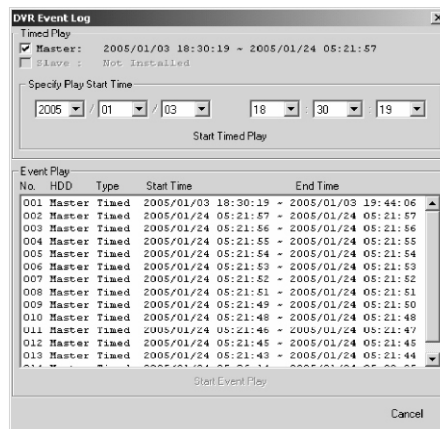 DVR Event Log
Timed Play
Master: 2005/01/03 18:30:19 ~ 2005/01/24 05:21:57
Slave : Not Installed
Specify Play Start Time
2005 / 01 / 03 18 : 30 : 19
Start Timed Play
Event Play
No. HDD Type Start Time End Time
001 Master Timed 2005/01/03 18:30:19 ~ 2005/01/03 19:44:06
002 Master Timed 2005/01/24 05:21:57 ~ 2005/01/24 05:21:57
003 Master Timed 2005/01/24 05:21:56 ~ 2005/01/24 05:21:56
004 Master Timed 2005/01/24 05:21:55 ~ 2005/01/24 05:21:55
005 Master Timed 2005/01/24 05:21:54 ~ 2005/01/24 05:21:54
006 Master Timed 2005/01/24 05:21:53 ~ 2005/01/24 05:21:53
007 Master Timed 2005/01/24 05:21:52 ~ 2005/01/24 05:21:52
008 Master Timed 2005/01/24 05:21:51 ~ 2005/01/24 05:21:51
009 Master Timed 2005/01/24 05:21:49 ~ 2005/01/24 05:21:50
010 Master Timed 2005/01/24 05:21:48 ~ 2005/01/24 05:21:48
011 Master Timed 2005/01/24 05:21:46 ~ 2005/01/24 05:21:47
012 Master Timed 2005/01/24 05:21:45 ~ 2005/01/24 05:21:45
013 Master Timed 2005/01/24 05:21:43 ~ 2005/01/24 05:21:44
Start Event Play
Cancel